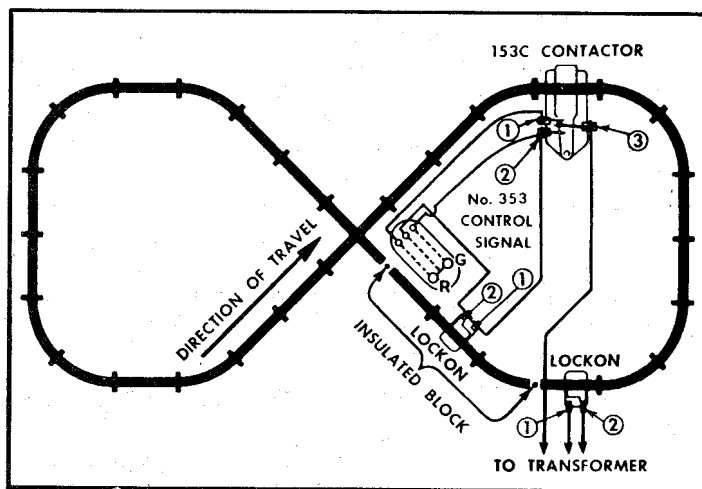 153C CONTACTOR
①
②
③
No. 353
CONTROL
SIGNAL
G
R
②
①
DIRECTION OF TRAVEL
LOCKON
INSULATED BLOCK
LOCKON
①
②
TO TRANSFORMER